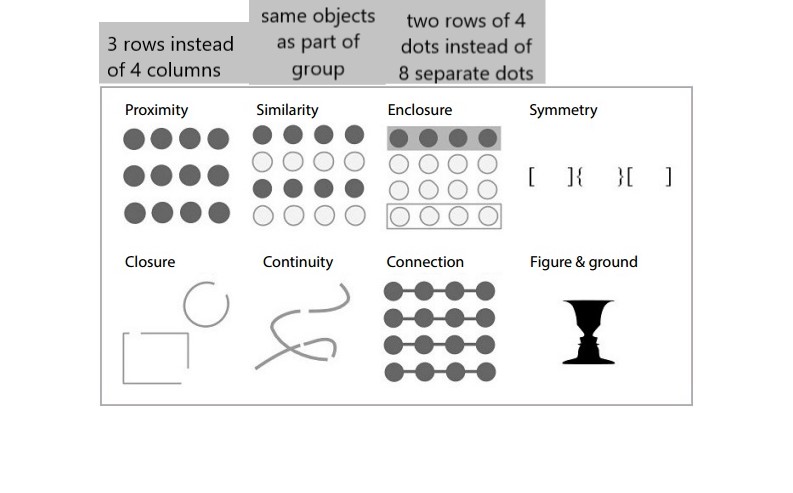 3 rows instead
of 4 columns
same objects
as part of
group
two rows of 4
dots instead of
8 separate dots
Proximity
Similarity
Enclosure
Symmetry
[ ]{ }[ ]
Closure
Continuity
Connection
Figure & ground